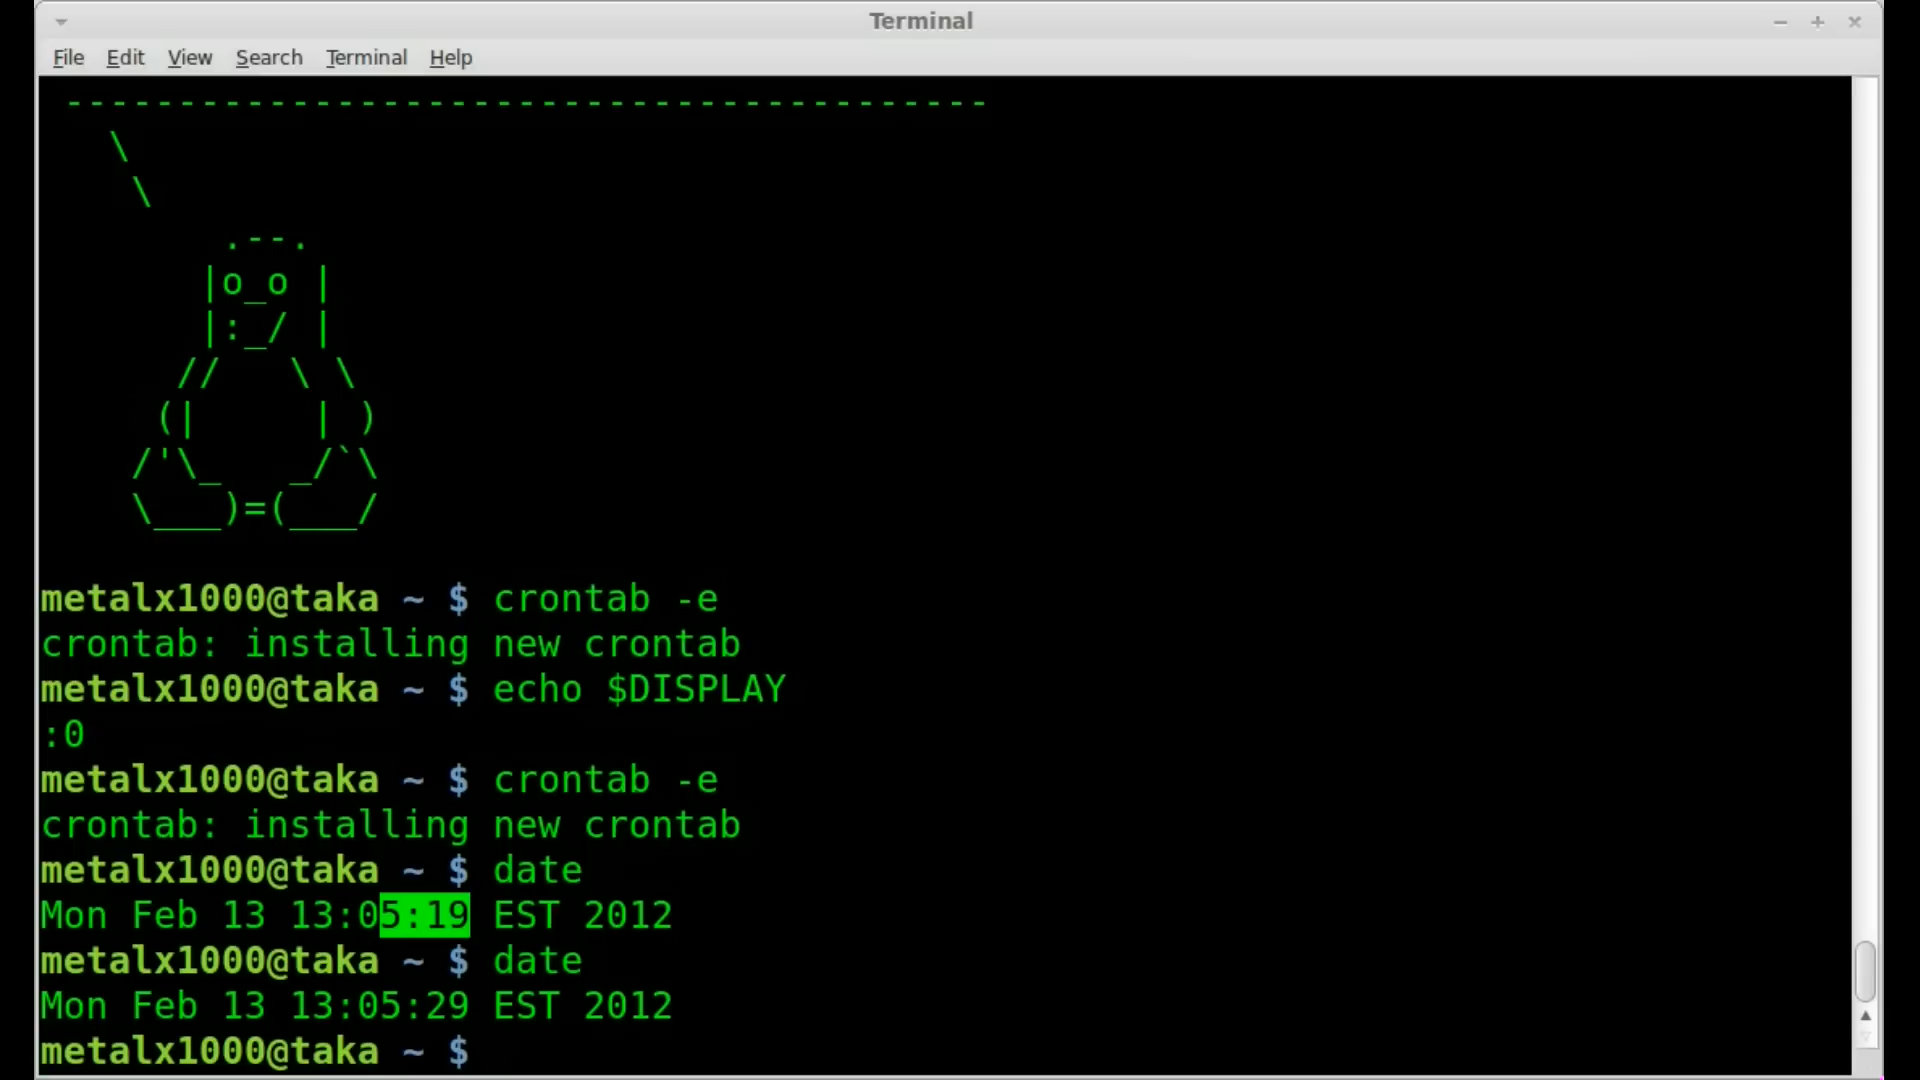 Terminal
File Edit View Search Terminal Help
-----------------------------------------
   \
    \
        .--.
       |o_o |
       |:_/ |
      //   \ \
     (|     | )
    /'\_   _/`\
    \___)=(___/
metalx1000@taka ~ $ crontab -e
crontab: installing new crontab
metalx1000@taka ~ $ echo $DISPLAY
:0
metalx1000@taka ~ $ crontab -e
crontab: installing new crontab
metalx1000@taka ~ $ date
Mon Feb 13 13:05:19 EST 2012
metalx1000@taka ~ $ date
Mon Feb 13 13:05:29 EST 2012
metalx1000@taka ~ $